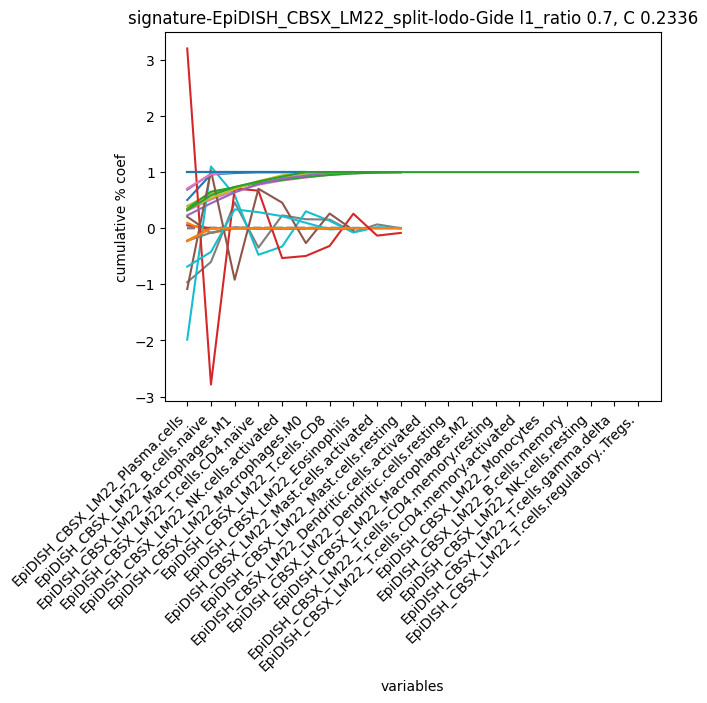 signature-EpiDISH_CBSX_LM22_split-lodo-Gide l1_ratio 0.7, C 0.2336
cumulative % coef
3
2
1
0
−1
−2
−3
EpiDISH_CBSX_LM22_Plasma.cells
EpiDISH_CBSX_LM22_B.cells.naive
EpiDISH_CBSX_LM22_Macrophages.M1
EpiDISH_CBSX_LM22_T.cells.CD4.naive
EpiDISH_CBSX_LM22_NK.cells.activated
EpiDISH_CBSX_LM22_Macrophages.M0
EpiDISH_CBSX_LM22_T.cells.CD8
EpiDISH_CBSX_LM22_Eosinophils
EpiDISH_CBSX_LM22_Mast.cells.activated
EpiDISH_CBSX_LM22_Mast.cells.resting
EpiDISH_CBSX_LM22_Dendritic.cells.activated
EpiDISH_CBSX_LM22_Dendritic.cells.resting
EpiDISH_CBSX_LM22_Macrophages.M2
EpiDISH_CBSX_LM22_T.cells.CD4.memory.resting
EpiDISH_CBSX_LM22_T.cells.CD4.memory.activated
EpiDISH_CBSX_LM22_Monocytes
EpiDISH_CBSX_LM22_B.cells.memory
EpiDISH_CBSX_LM22_NK.cells.resting
EpiDISH_CBSX_LM22_T.cells.gamma.delta
EpiDISH_CBSX_LM22_T.cells.regulatory..Tregs.
variables